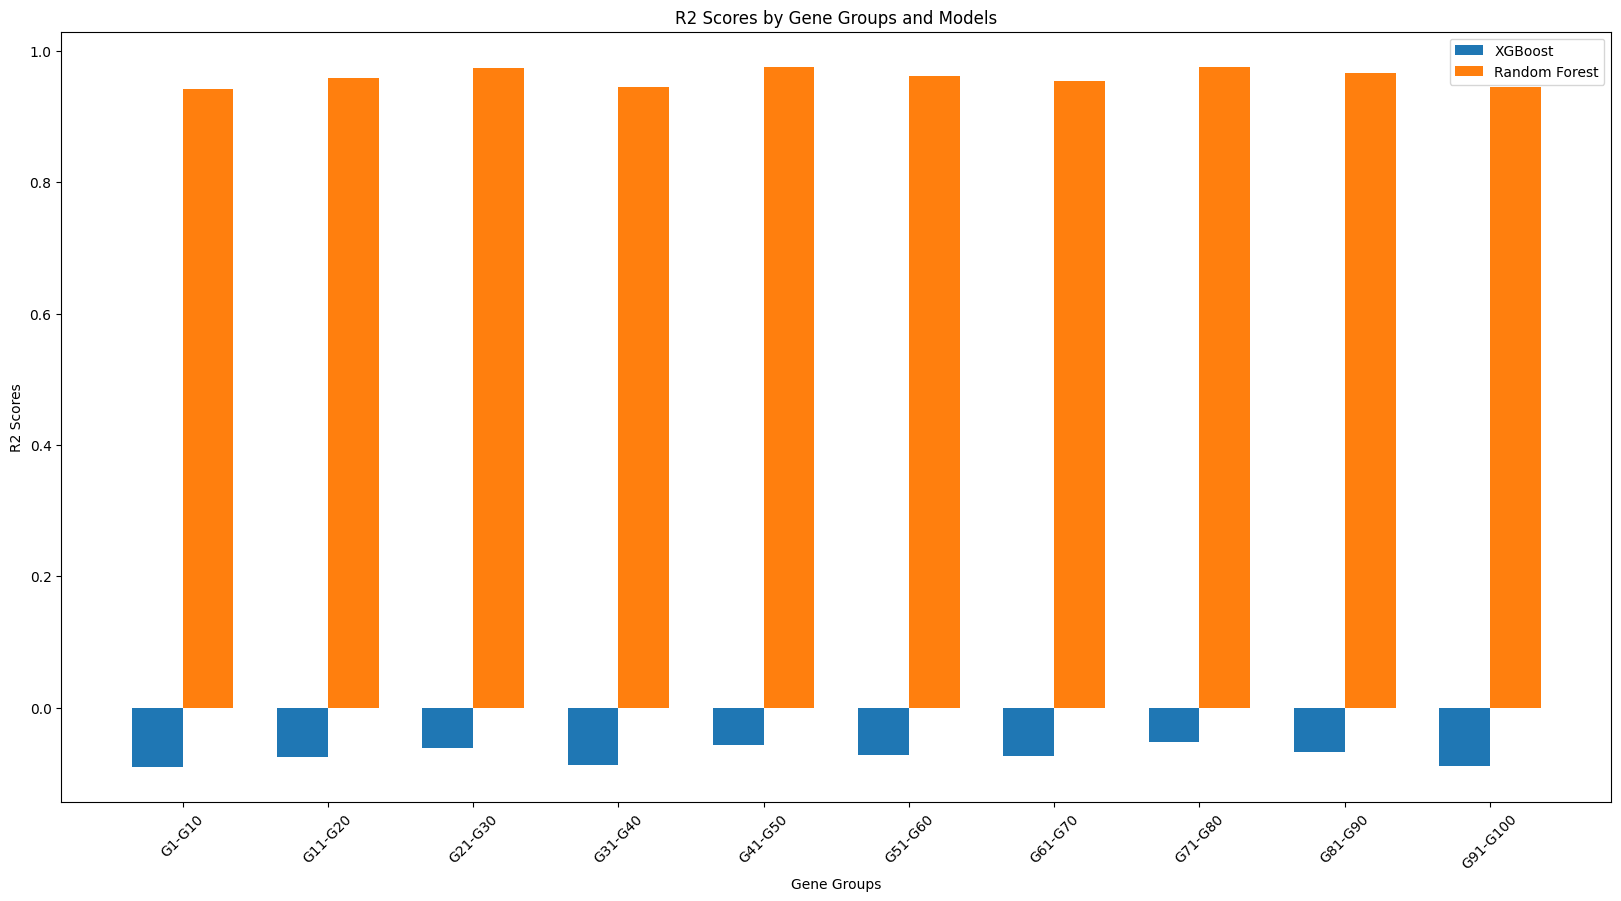 R2 Scores by Gene Groups and Models
XGBoost
Random Forest
1.0
0.8
0.6
0.4
0.2
0.0
R2 Scores
G1-G10
G11-G20
G21-G30
G31-G40
G41-G50
G51-G60
G61-G70
G71-G80
G81-G90
G91-G100
Gene Groups